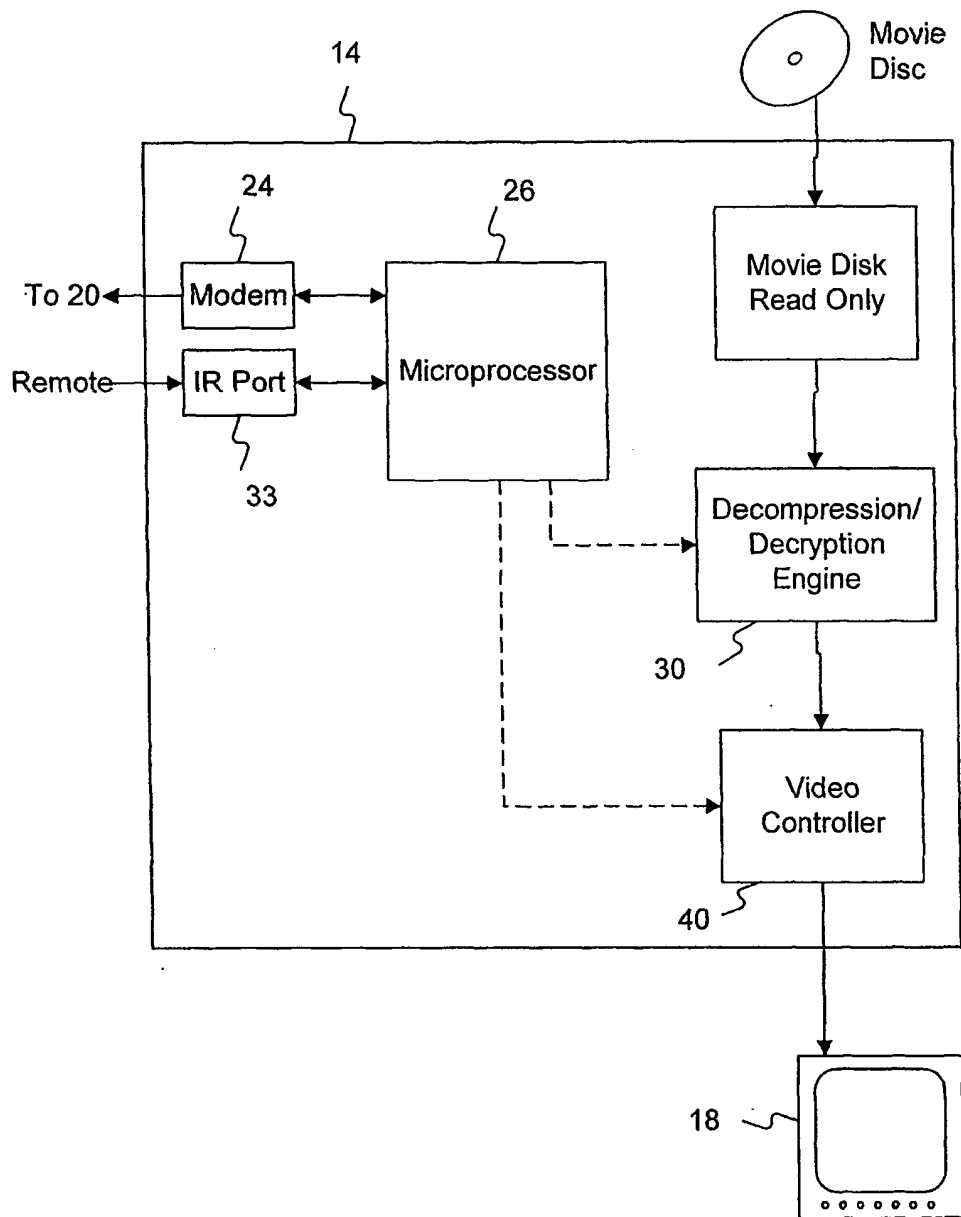 14
Movie
Disc
24
26
To 20
Modem
Microprocessor
Movie Disk
Read Only
Remote
IR Port
33
Decompression/
Decryption
Engine
30
Video
Controller
40
18